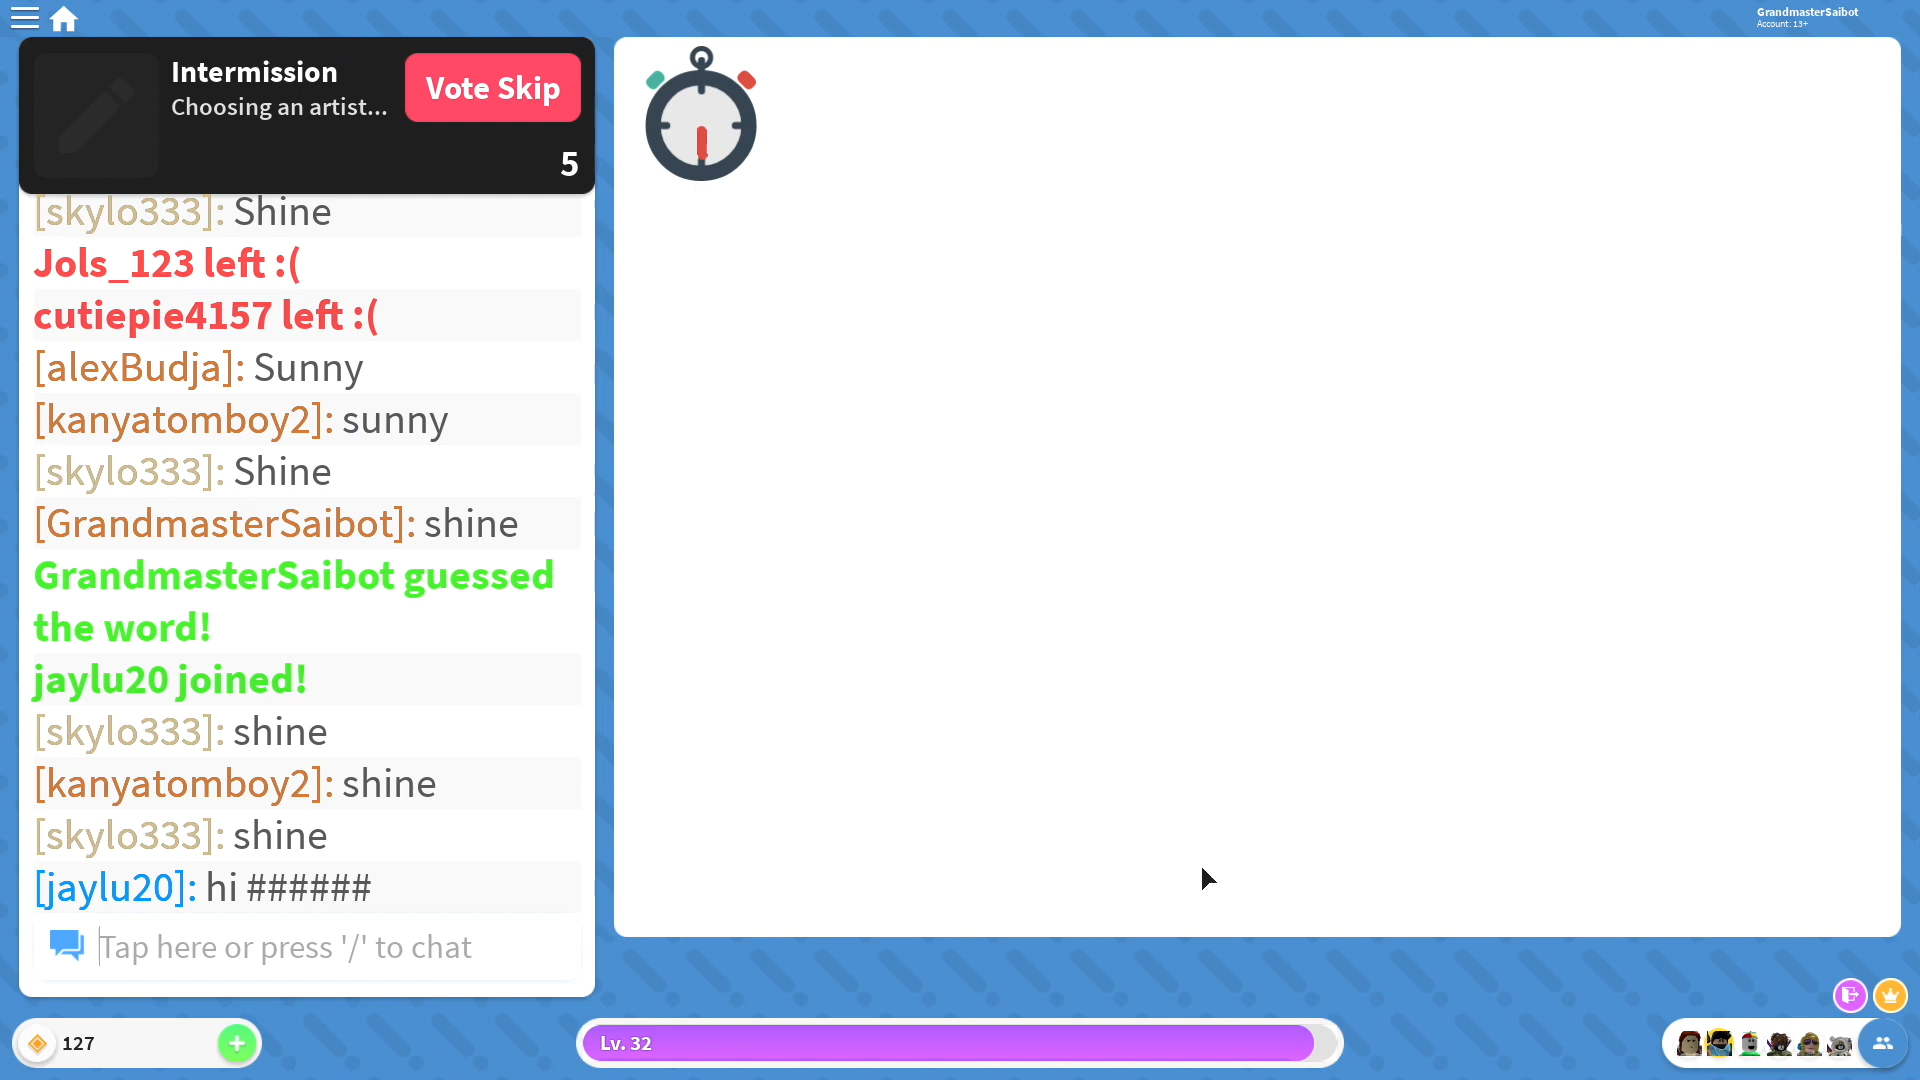 GrandmasterSaibot
Account: 13+
Intermission
Choosing an artist...
Vote Skip
5
[skylo333]: Shine
Jols_123 left :(
cutiepie4157 left :(
[alexBudja]: Sunny
[kanyatomboy2]: sunny
[skylo333]: Shine
[GrandmasterSaibot]: shine
GrandmasterSaibot guessed
the word!
jaylu20 joined!
[skylo333]: shine
[kanyatomboy2]: shine
[skylo333]: shine
[jaylu20]: hi ######
Tap here or press '/' to chat
127
Lv. 32